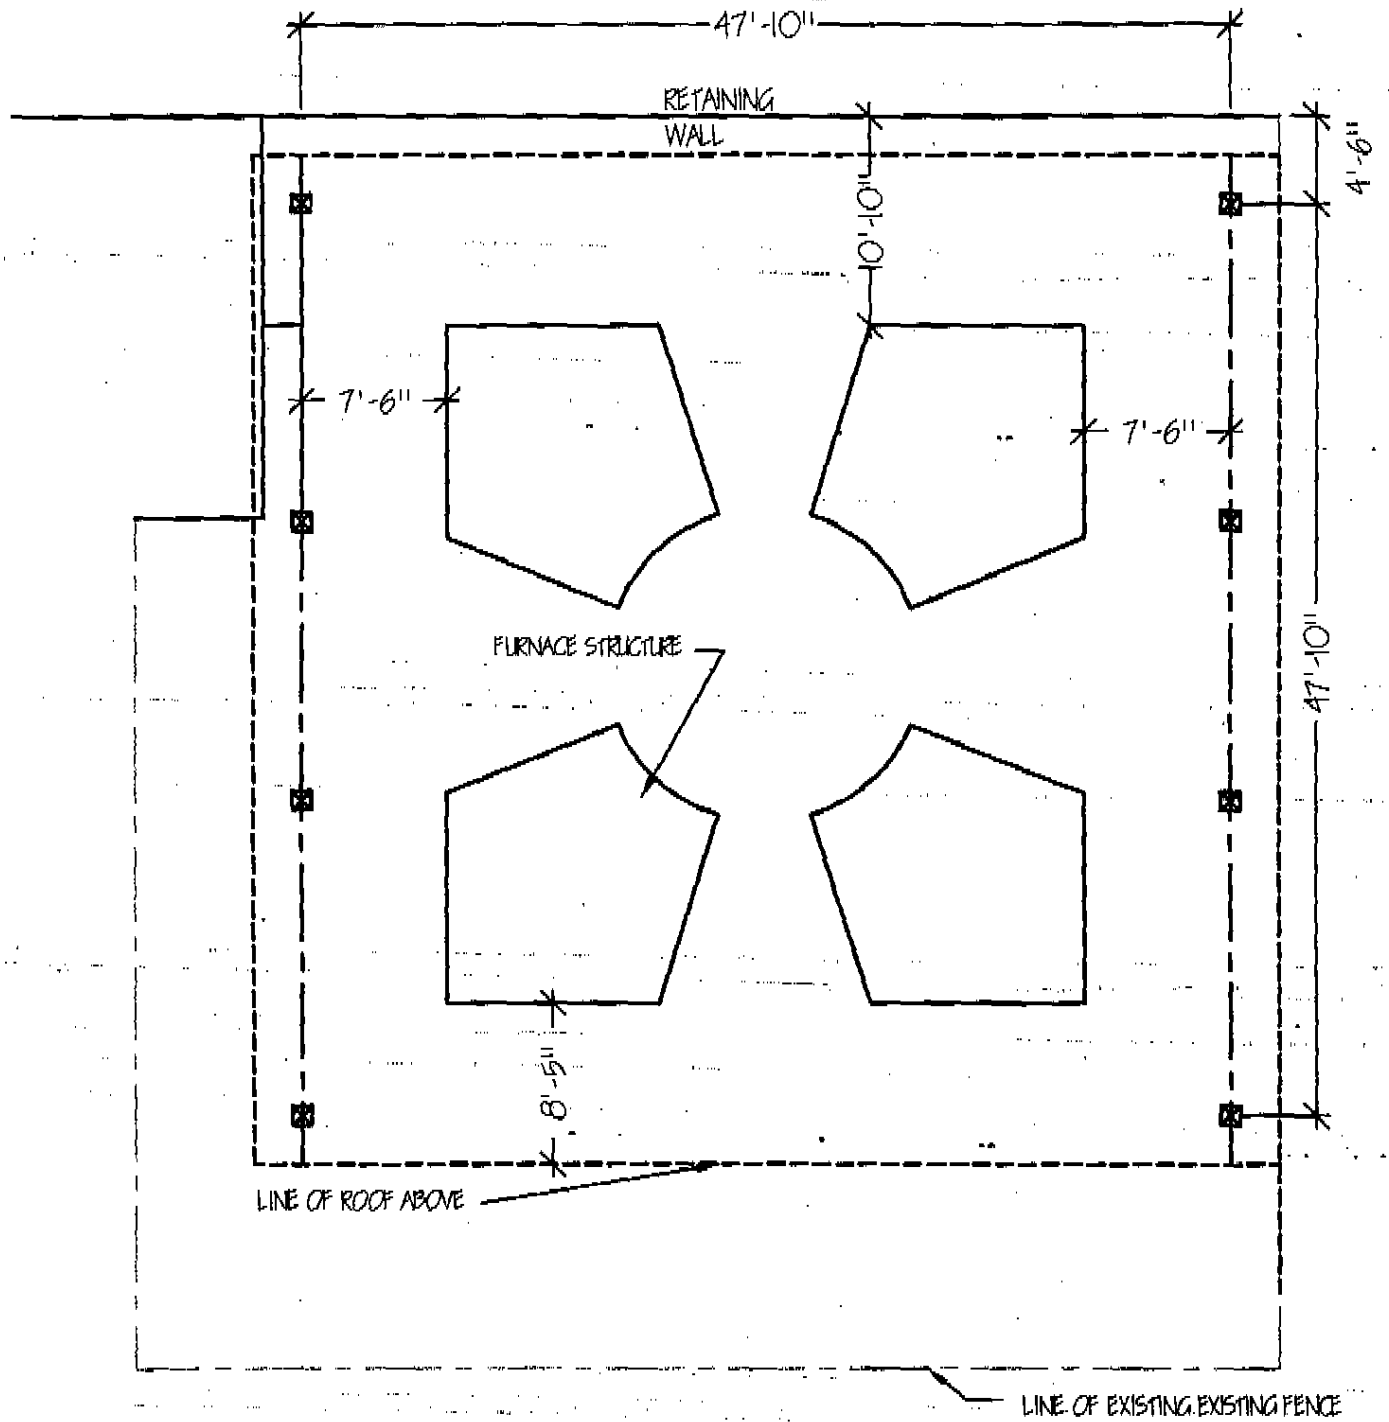 47'-10"
RETAINING
WALL
4'-6"
10'-10"
7'-6"
7'-6"
FURNACE STRUCTURE
47'-10"
8'-5"
LINE OF ROOF ABOVE
LINE OF EXISTING EXISTING FENCE